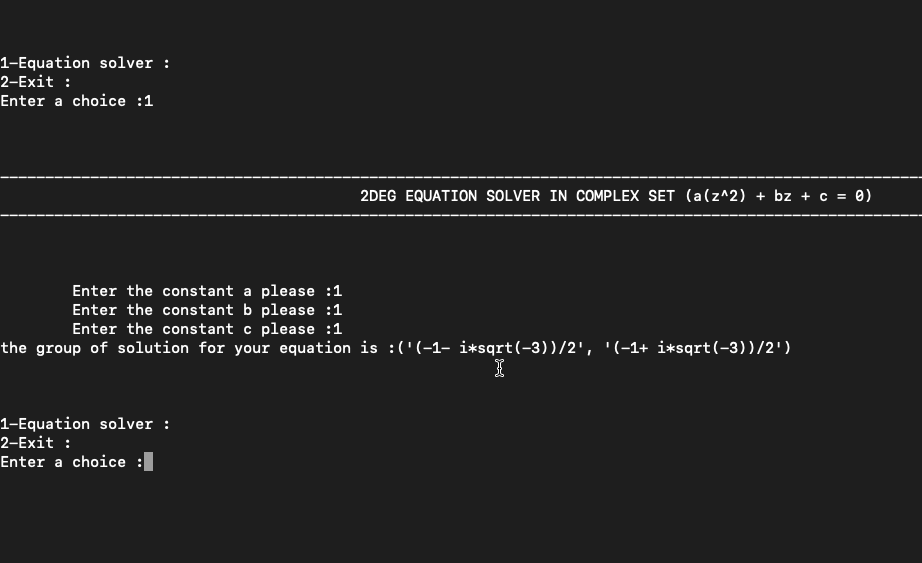 1-Equation solver :
2-Exit :
Enter a choice :1
2DEG EQUATION SOLVER IN COMPLEX SET (a(z^2) + bz + c = 0)
Enter the constant a please :1
Enter the constant b please :1
Enter the constant c please :1
the group of solution for your equation is :('(-1- i*sqrt(-3))/2', '(-1+ i*sqrt(-3))/2')
1-Equation solver :
2-Exit :
Enter a choice :